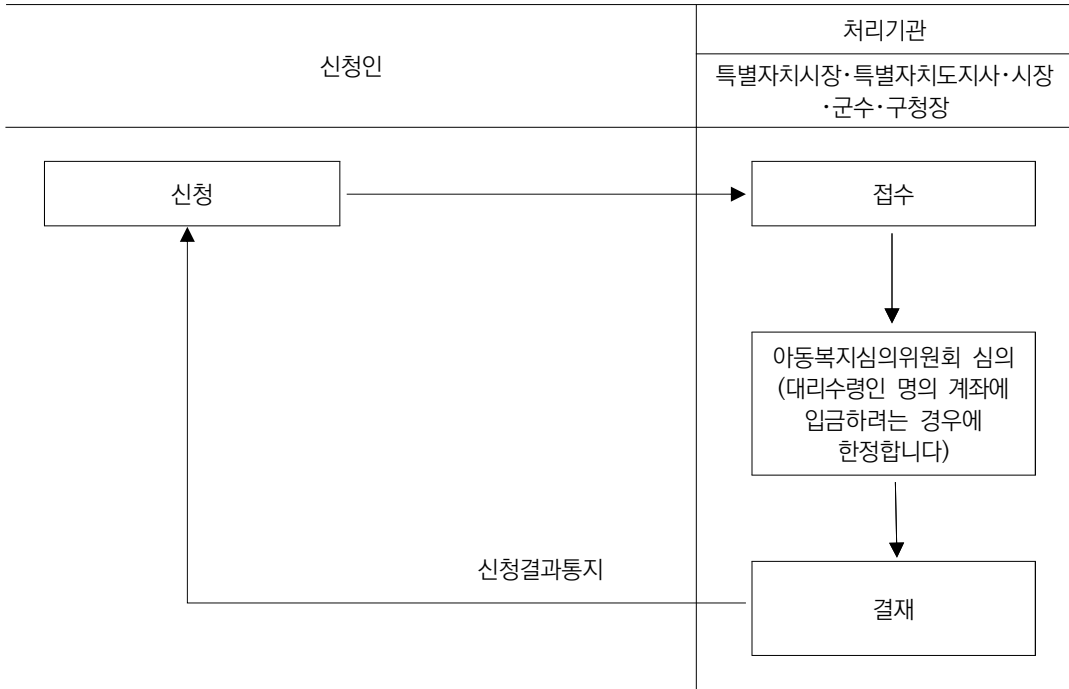 신청인
처리기관
특별자치시장·특별자치도지사·시장
·군수·구청장
신청
접수
아동복지심의위원회 심의
(대리수령인 명의 계좌에
입금하려는 경우에
한정합니다)
신청결과통지
결재